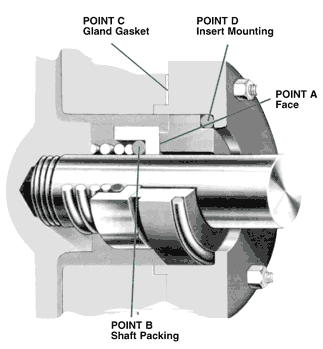 POINT C
Gland Gasket
POINT D
Insert Mounting
POINT A
Face
POINT B
Shaft Packing